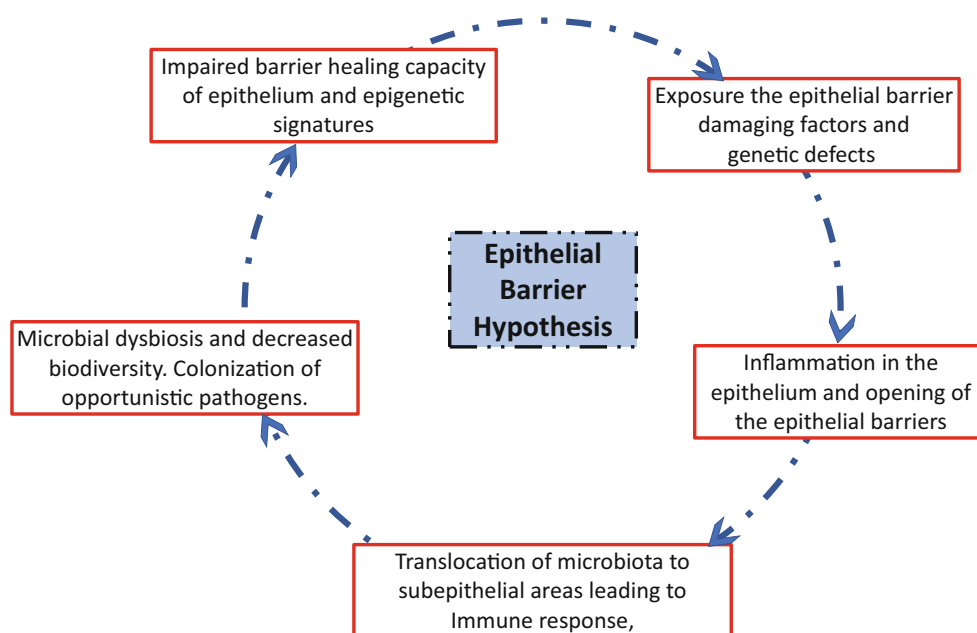 Impaired barrier healing capacity
of epithelium and epigenetic
signatures
Exposure the epithelial barrier
damaging factors and
genetic defects
Epithelial
Barrier
Hypothesis
Microbial dysbiosis and decreased
biodiversity. Colonization of
opportunistic pathogens.
Inflammation in the
epithelium and opening of
the epithelial barriers
Translocation of microbiota to
subepithelial areas leading to
Immune response,